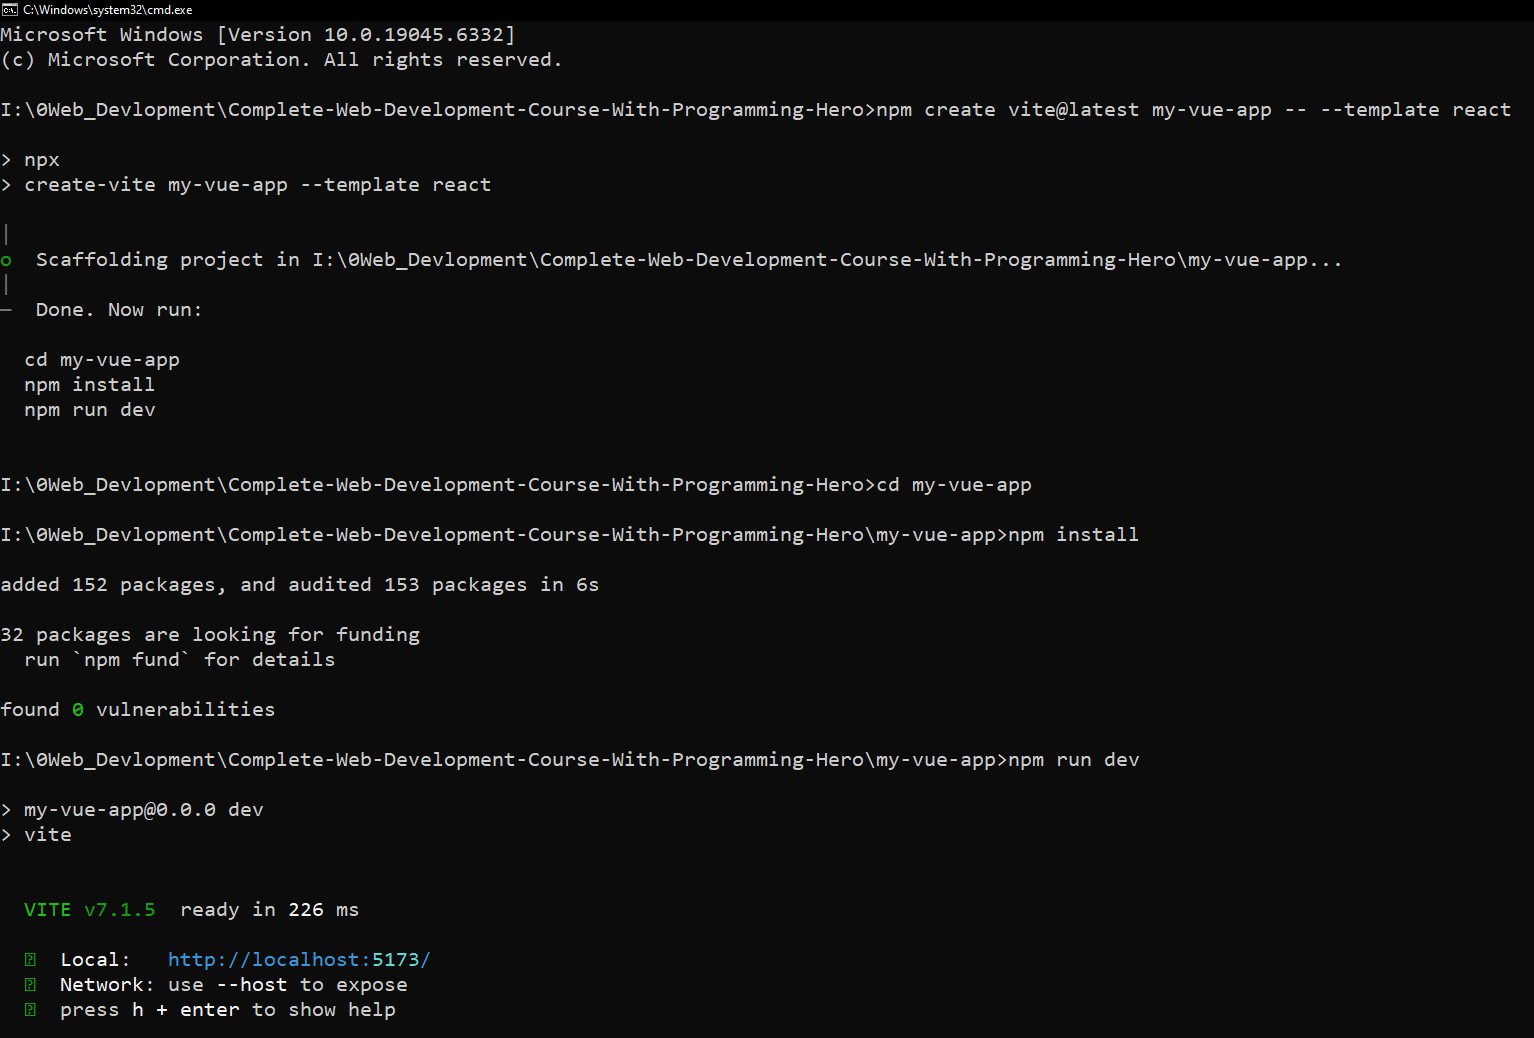 C:\Windows\system32\cmd.exe
Microsoft Windows [Version 10.0.19045.6332]
(c) Microsoft Corporation. All rights reserved.
I:\0Web_Devlopment\Complete-Web-Development-Course-With-Programming-Hero>npm create vite@latest my-vue-app -- --template react
> npx
> create-vite my-vue-app --template react
│
o  Scaffolding project in I:\0Web_Devlopment\Complete-Web-Development-Course-With-Programming-Hero\my-vue-app...
│
—  Done. Now run:
  cd my-vue-app
  npm install
  npm run dev
I:\0Web_Devlopment\Complete-Web-Development-Course-With-Programming-Hero>cd my-vue-app
I:\0Web_Devlopment\Complete-Web-Development-Course-With-Programming-Hero\my-vue-app>npm install
added 152 packages, and audited 153 packages in 6s
32 packages are looking for funding
  run `npm fund` for details
found 0 vulnerabilities
I:\0Web_Devlopment\Complete-Web-Development-Course-With-Programming-Hero\my-vue-app>npm run dev
> my-vue-app@0.0.0 dev
> vite
  VITE v7.1.5  ready in 226 ms
  Local:   http://localhost:5173/
  Network: use --host to expose
  press h + enter to show help